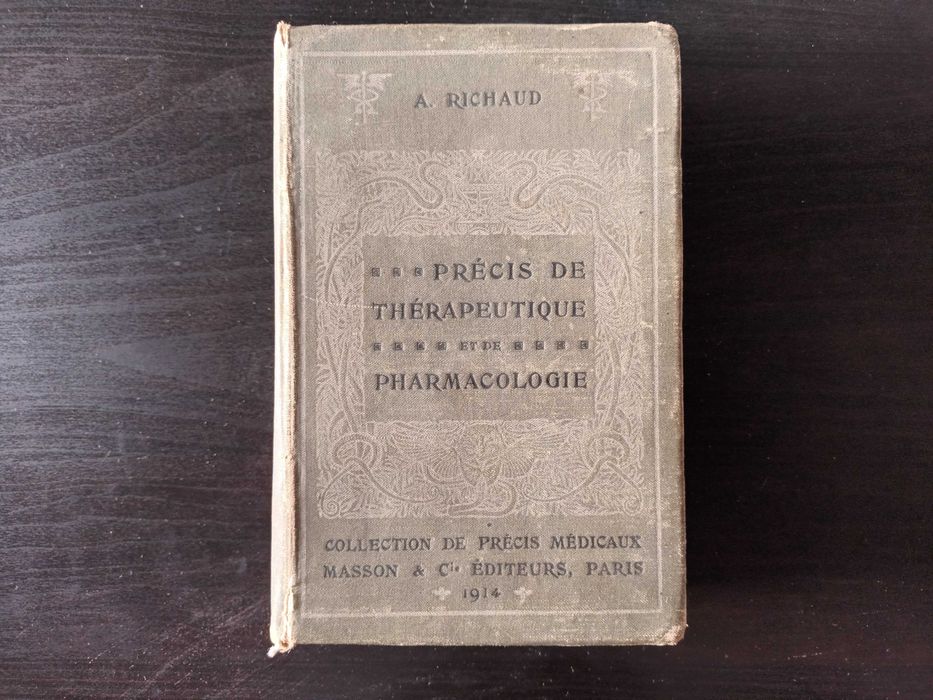 A. RICHAUD
PRÉCIS DE
THÉRAPEUTIQUE
ET DE
PHARMACOLOGIE
COLLECTION DE PRÉCIS MÉDICAUX
MASSON & Cie ÉDITEURS, PARIS
1914